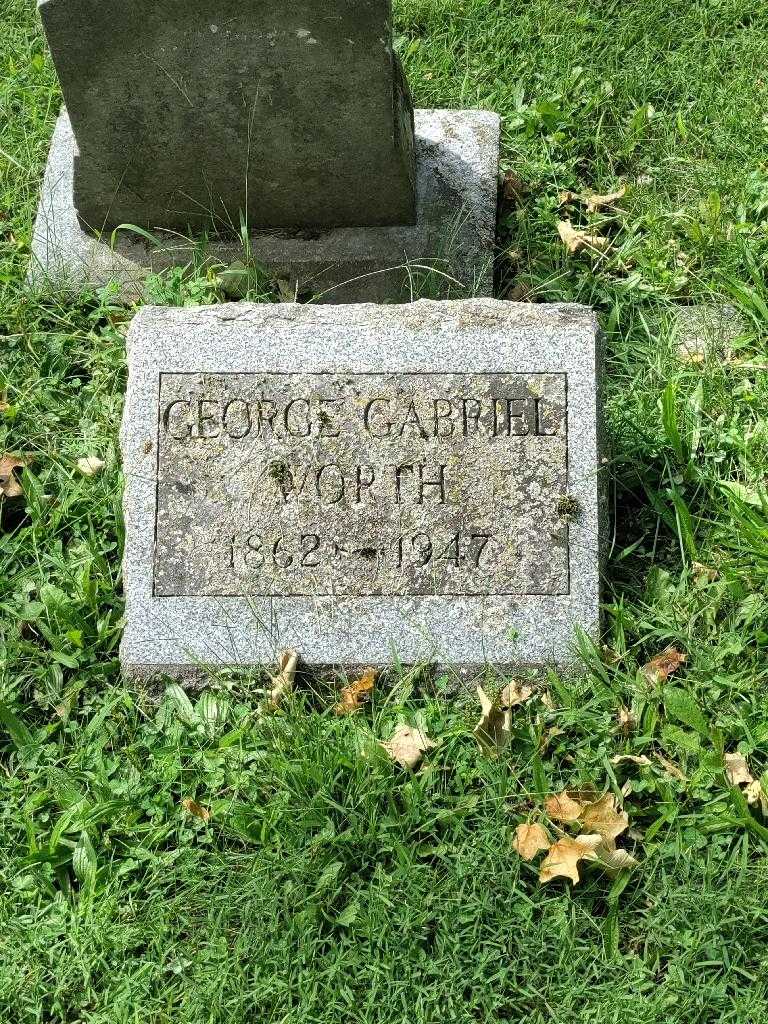 GEORGE GABRIEL
WORTH
1862 – 1947